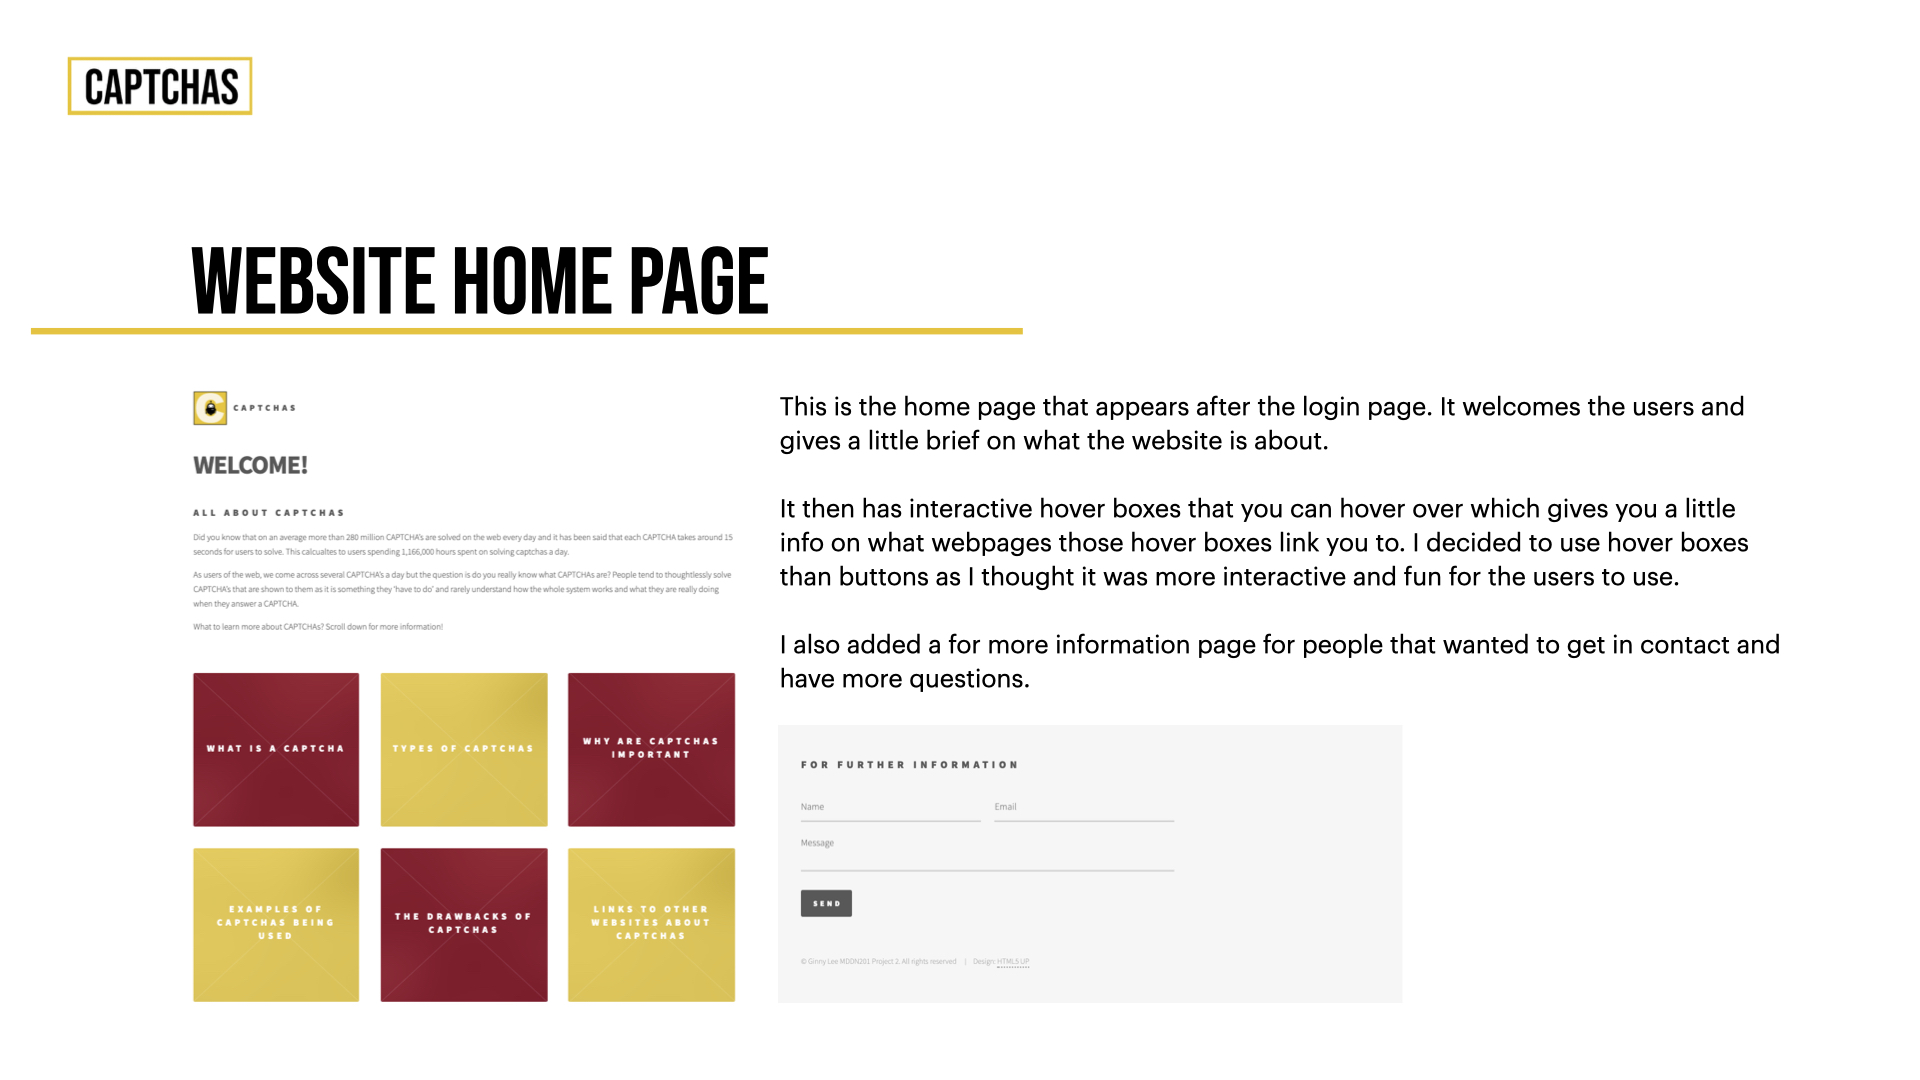 CAPTCHAS
WEBSITE HOME PAGE
CAPTCHAS
WELCOME!
ALL ABOUT CAPTCHAS
Did you know that on an average more than 280 million CAPTCHA's are solved on the web every day and it has been said that each CAPTCHA takes around 15
seconds for users to solve. This calcualtes to users spending 1,166,000 hours spent on solving captchas a day.
As users of the web, we come across several CAPTCHA's a day but the question is do you really know what CAPTCHAs are? People tend to thoughtlessly solve
CAPTCHA's that are shown to them as it is something they 'have to do' and rarely understand how the whole system works and what they are really doing
when they answer a CAPTCHA.
What to learn more about CAPTCHAs? Scroll down for more information!
WHAT IS A CAPTCHA
TYPES OF CAPTCHAS
WHY ARE CAPTCHAS
IMPORTANT
EXAMPLES OF
CAPTCHAS BEING
USED
THE DRAWBACKS OF
CAPTCHAS
LINKS TO OTHER
WEBSITES ABOUT
CAPTCHAS
This is the home page that appears after the login page. It welcomes the users and
gives a little brief on what the website is about.
It then has interactive hover boxes that you can hover over which gives you a little
info on what webpages those hover boxes link you to. I decided to use hover boxes
than buttons as I thought it was more interactive and fun for the users to use.
I also added a for more information page for people that wanted to get in contact and
have more questions.
FOR FURTHER INFORMATION
Name
Email
Message
SEND
© Ginny Lee MDDN201 Project 2. All rights reserved | Design: HTML5 UP